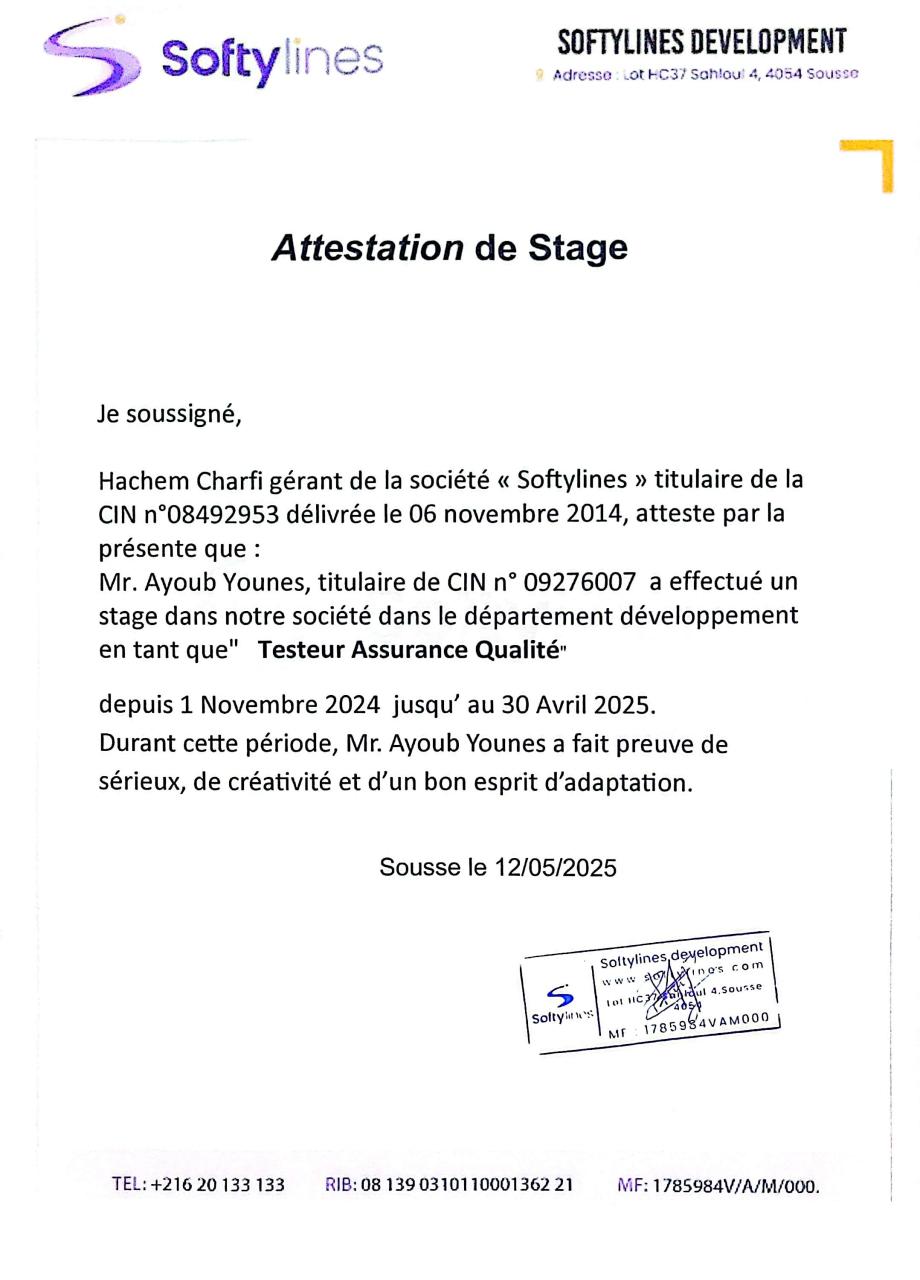 Softylines
SOFTYLINES DEVELOPMENT
Adresse : Lot HC37 Sahloul 4, 4054 Sousse
Attestation de Stage
Je soussigné,
Hachem Charfi gérant de la société « Softylines » titulaire de la
CIN n°08492953 délivrée le 06 novembre 2014, atteste par la
présente que :
Mr. Ayoub Younes, titulaire de CIN n° 09276007 a effectué un
stage dans notre société dans le département développement
en tant que" Testeur Assurance Qualité"
depuis 1 Novembre 2024 jusqu' au 30 Avril 2025.
Durant cette période, Mr. Ayoub Younes a fait preuve de
sérieux, de créativité et d'un bon esprit d'adaptation.
Sousse le 12/05/2025
Softylines
Softylines development
www softylines com
Lot HC37 Sahloul 4,Sousse
4054
MF : 1785984VAM000
TEL: +216 20 133 133 RIB: 08 139 0310110001362 21 MF: 1785984V/A/M/000.